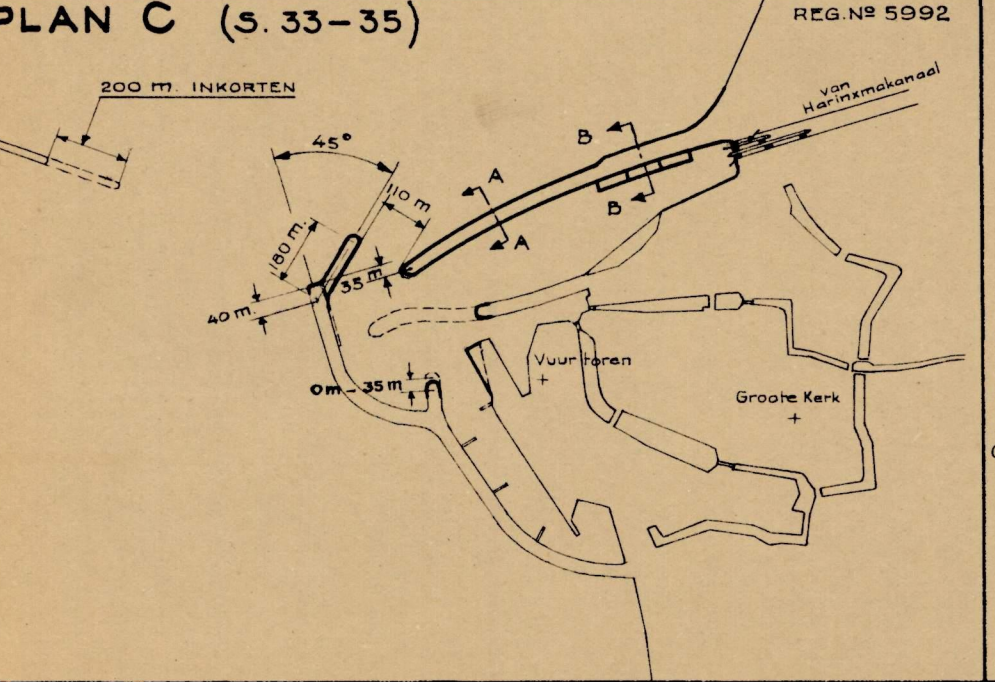 PLAN C (S. 33-35)
REG. Nº 5992
200 m. INKORTEN
van
Harinxmakanaal
45°
B
A
110 m
B
180 m.
A
35 m
40 m.
Vuurtoren
0m - 35 m
Groote Kerk